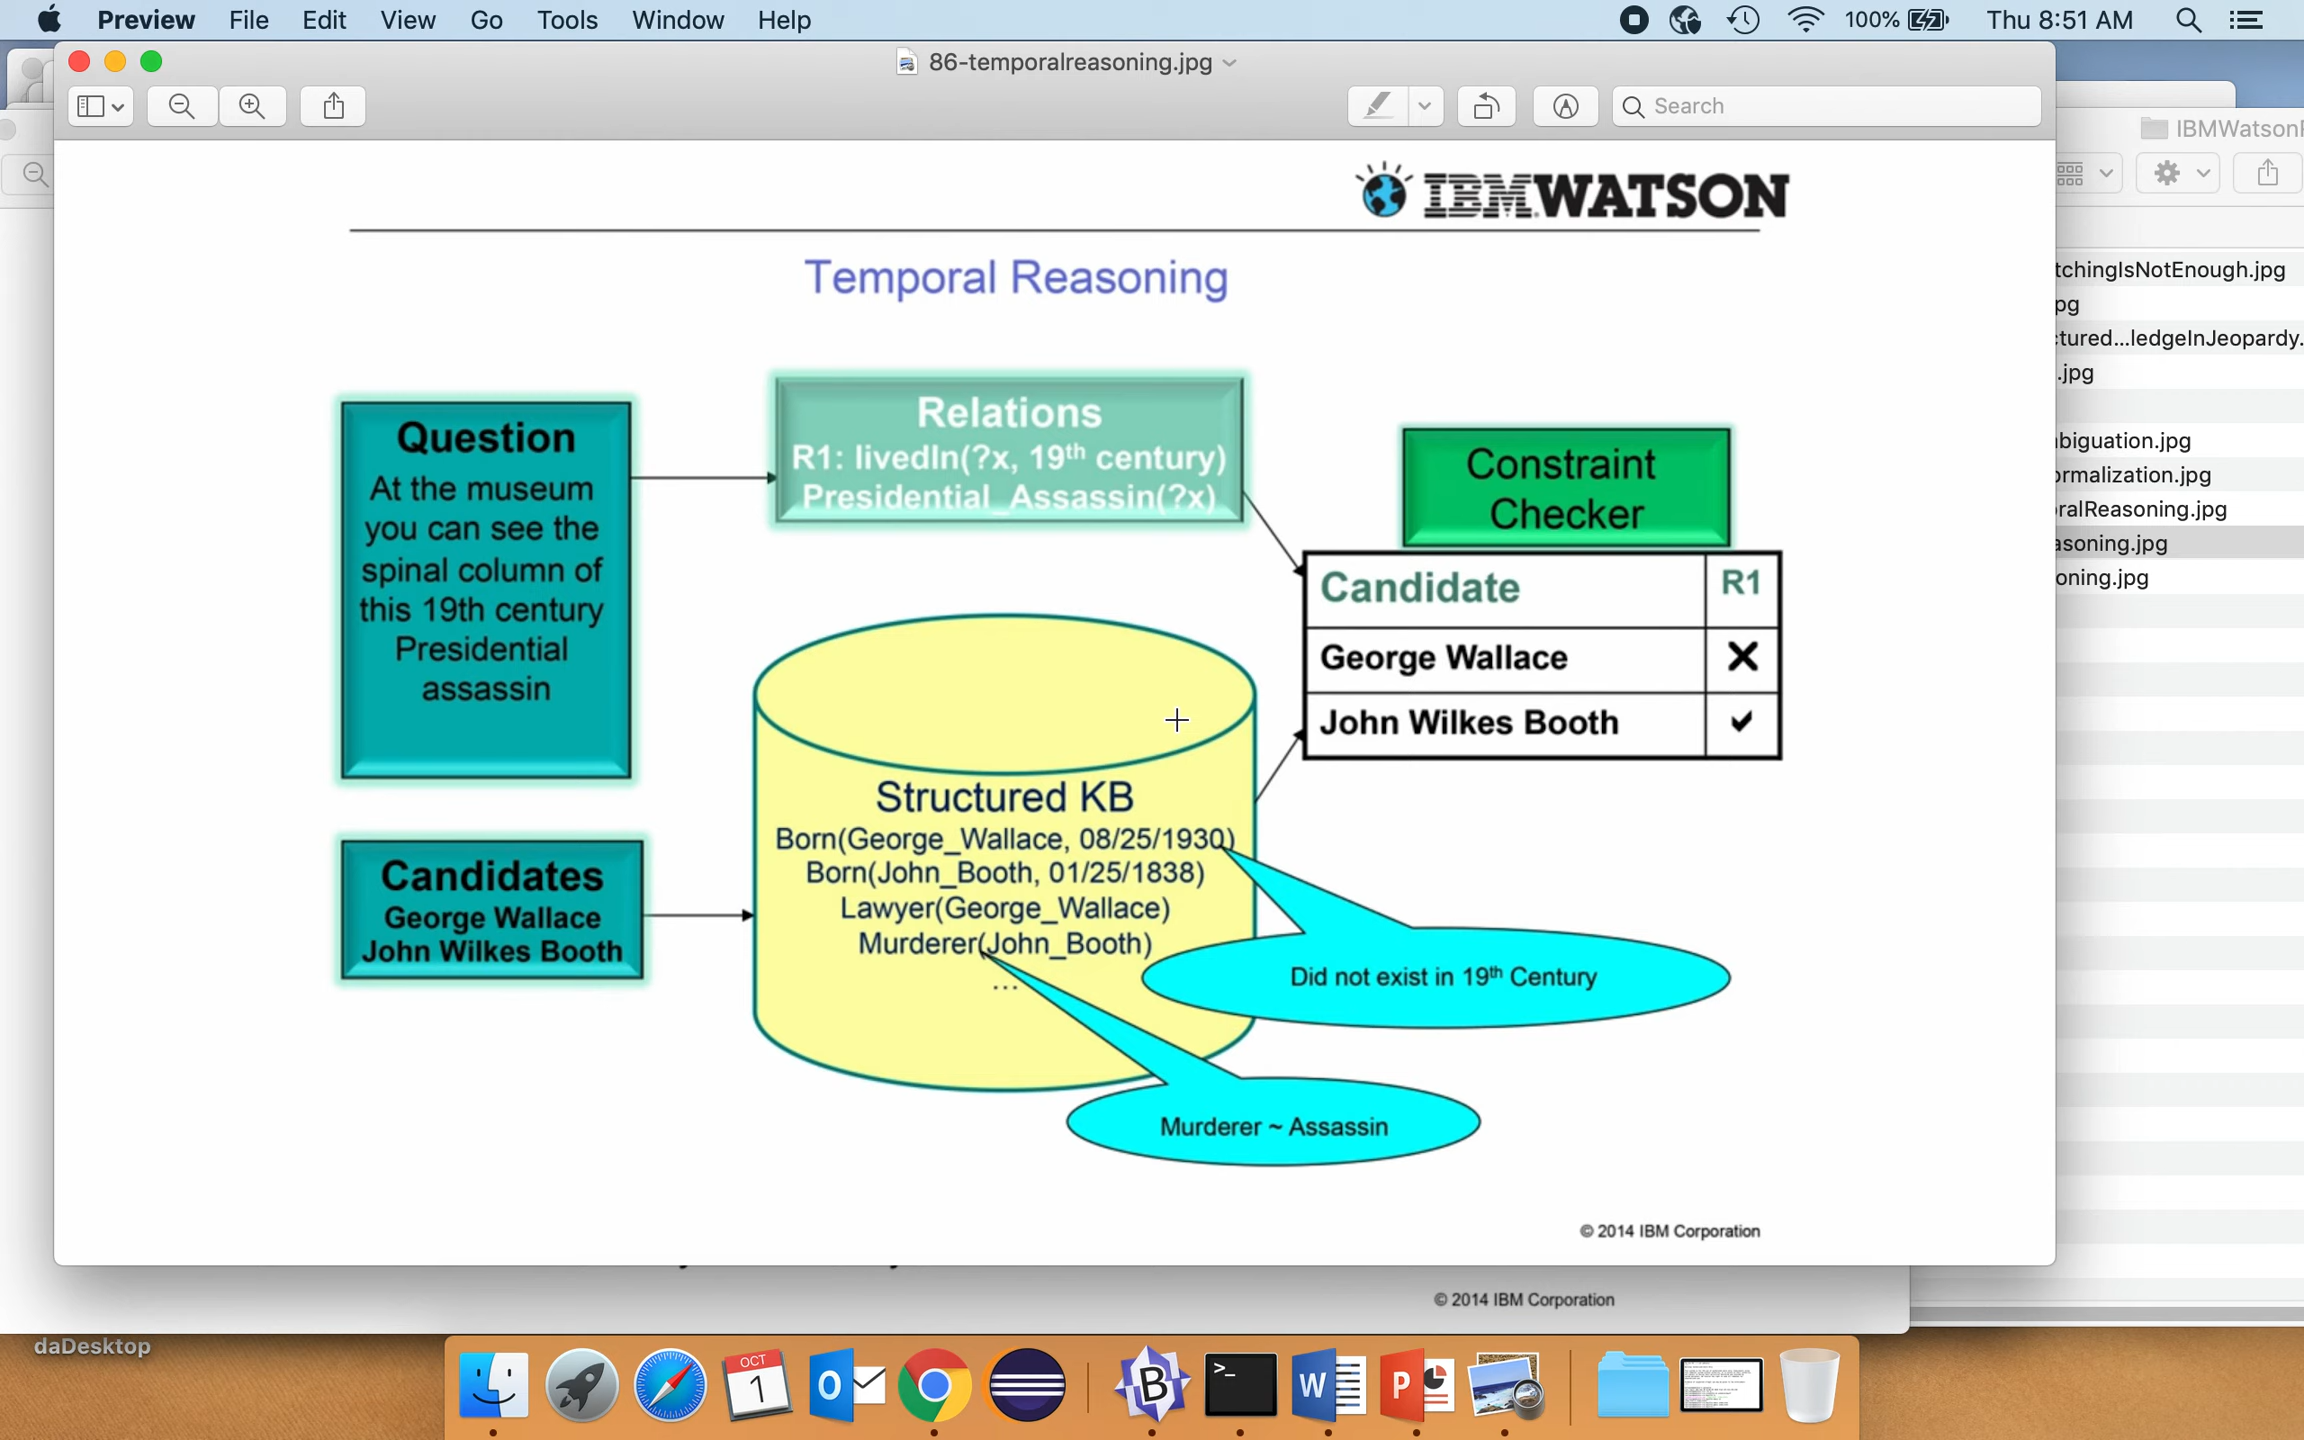 Preview File Edit View Go Tools Window Help 100% Thu 8:51 AM
86-temporalreasoning.jpg
Search
IBMWATSON
Temporal Reasoning
Question
At the museum
you can see the
spinal column of
this 19th century
Presidential
assassin
Relations
R1: livedIn(?x, 19th century)
Presidential_Assassin(?x)
Constraint
Checker
Candidate R1
George Wallace
John Wilkes Booth
Candidates
George Wallace
John Wilkes Booth
Structured KB
Born(George_Wallace, 08/25/1930)
Born(John_Booth, 01/25/1838)
Lawyer(George_Wallace)
Murderer(John_Booth)
...
Did not exist in 19th Century
Murderer ~ Assassin
© 2014 IBM Corporation
IBMWatson
tchingIsNotEnough.jpg
pg
tured...ledgeInJeopardy.
.jpg
biguation.jpg
ormalization.jpg
oralReasoning.jpg
asoning.jpg
oning.jpg
© 2014 IBM Corporation
daDesktop
OCT
1